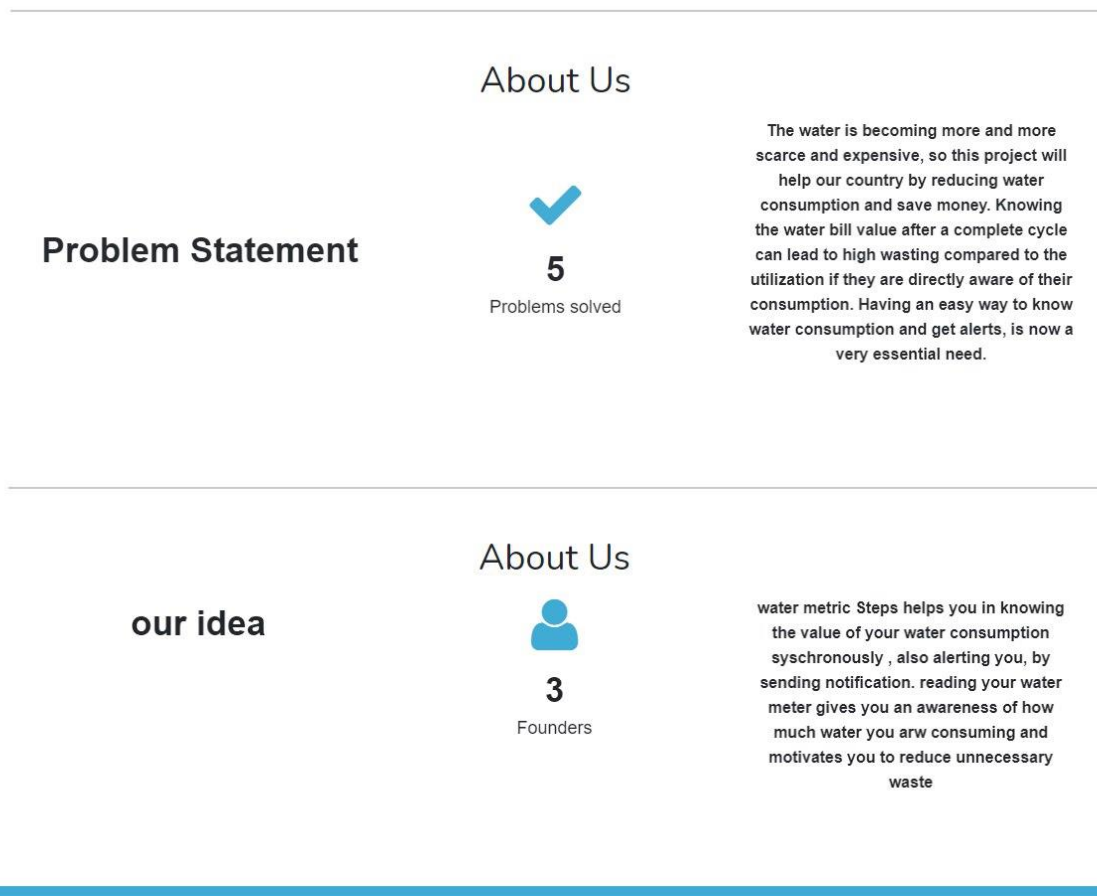 About Us
Problem Statement
5
Problems solved
The water is becoming more and more
scarce and expensive, so this project will
help our country by reducing water
consumption and save money. Knowing
the water bill value after a complete cycle
can lead to high wasting compared to the
utilization if they are directly aware of their
consumption. Having an easy way to know
water consumption and get alerts, is now a
very essential need.
About Us
our idea
3
Founders
water metric Steps helps you in knowing
the value of your water consumption
syschronously , also alerting you, by
sending notification. reading your water
meter gives you an awareness of how
much water you arw consuming and
motivates you to reduce unnecessary
waste